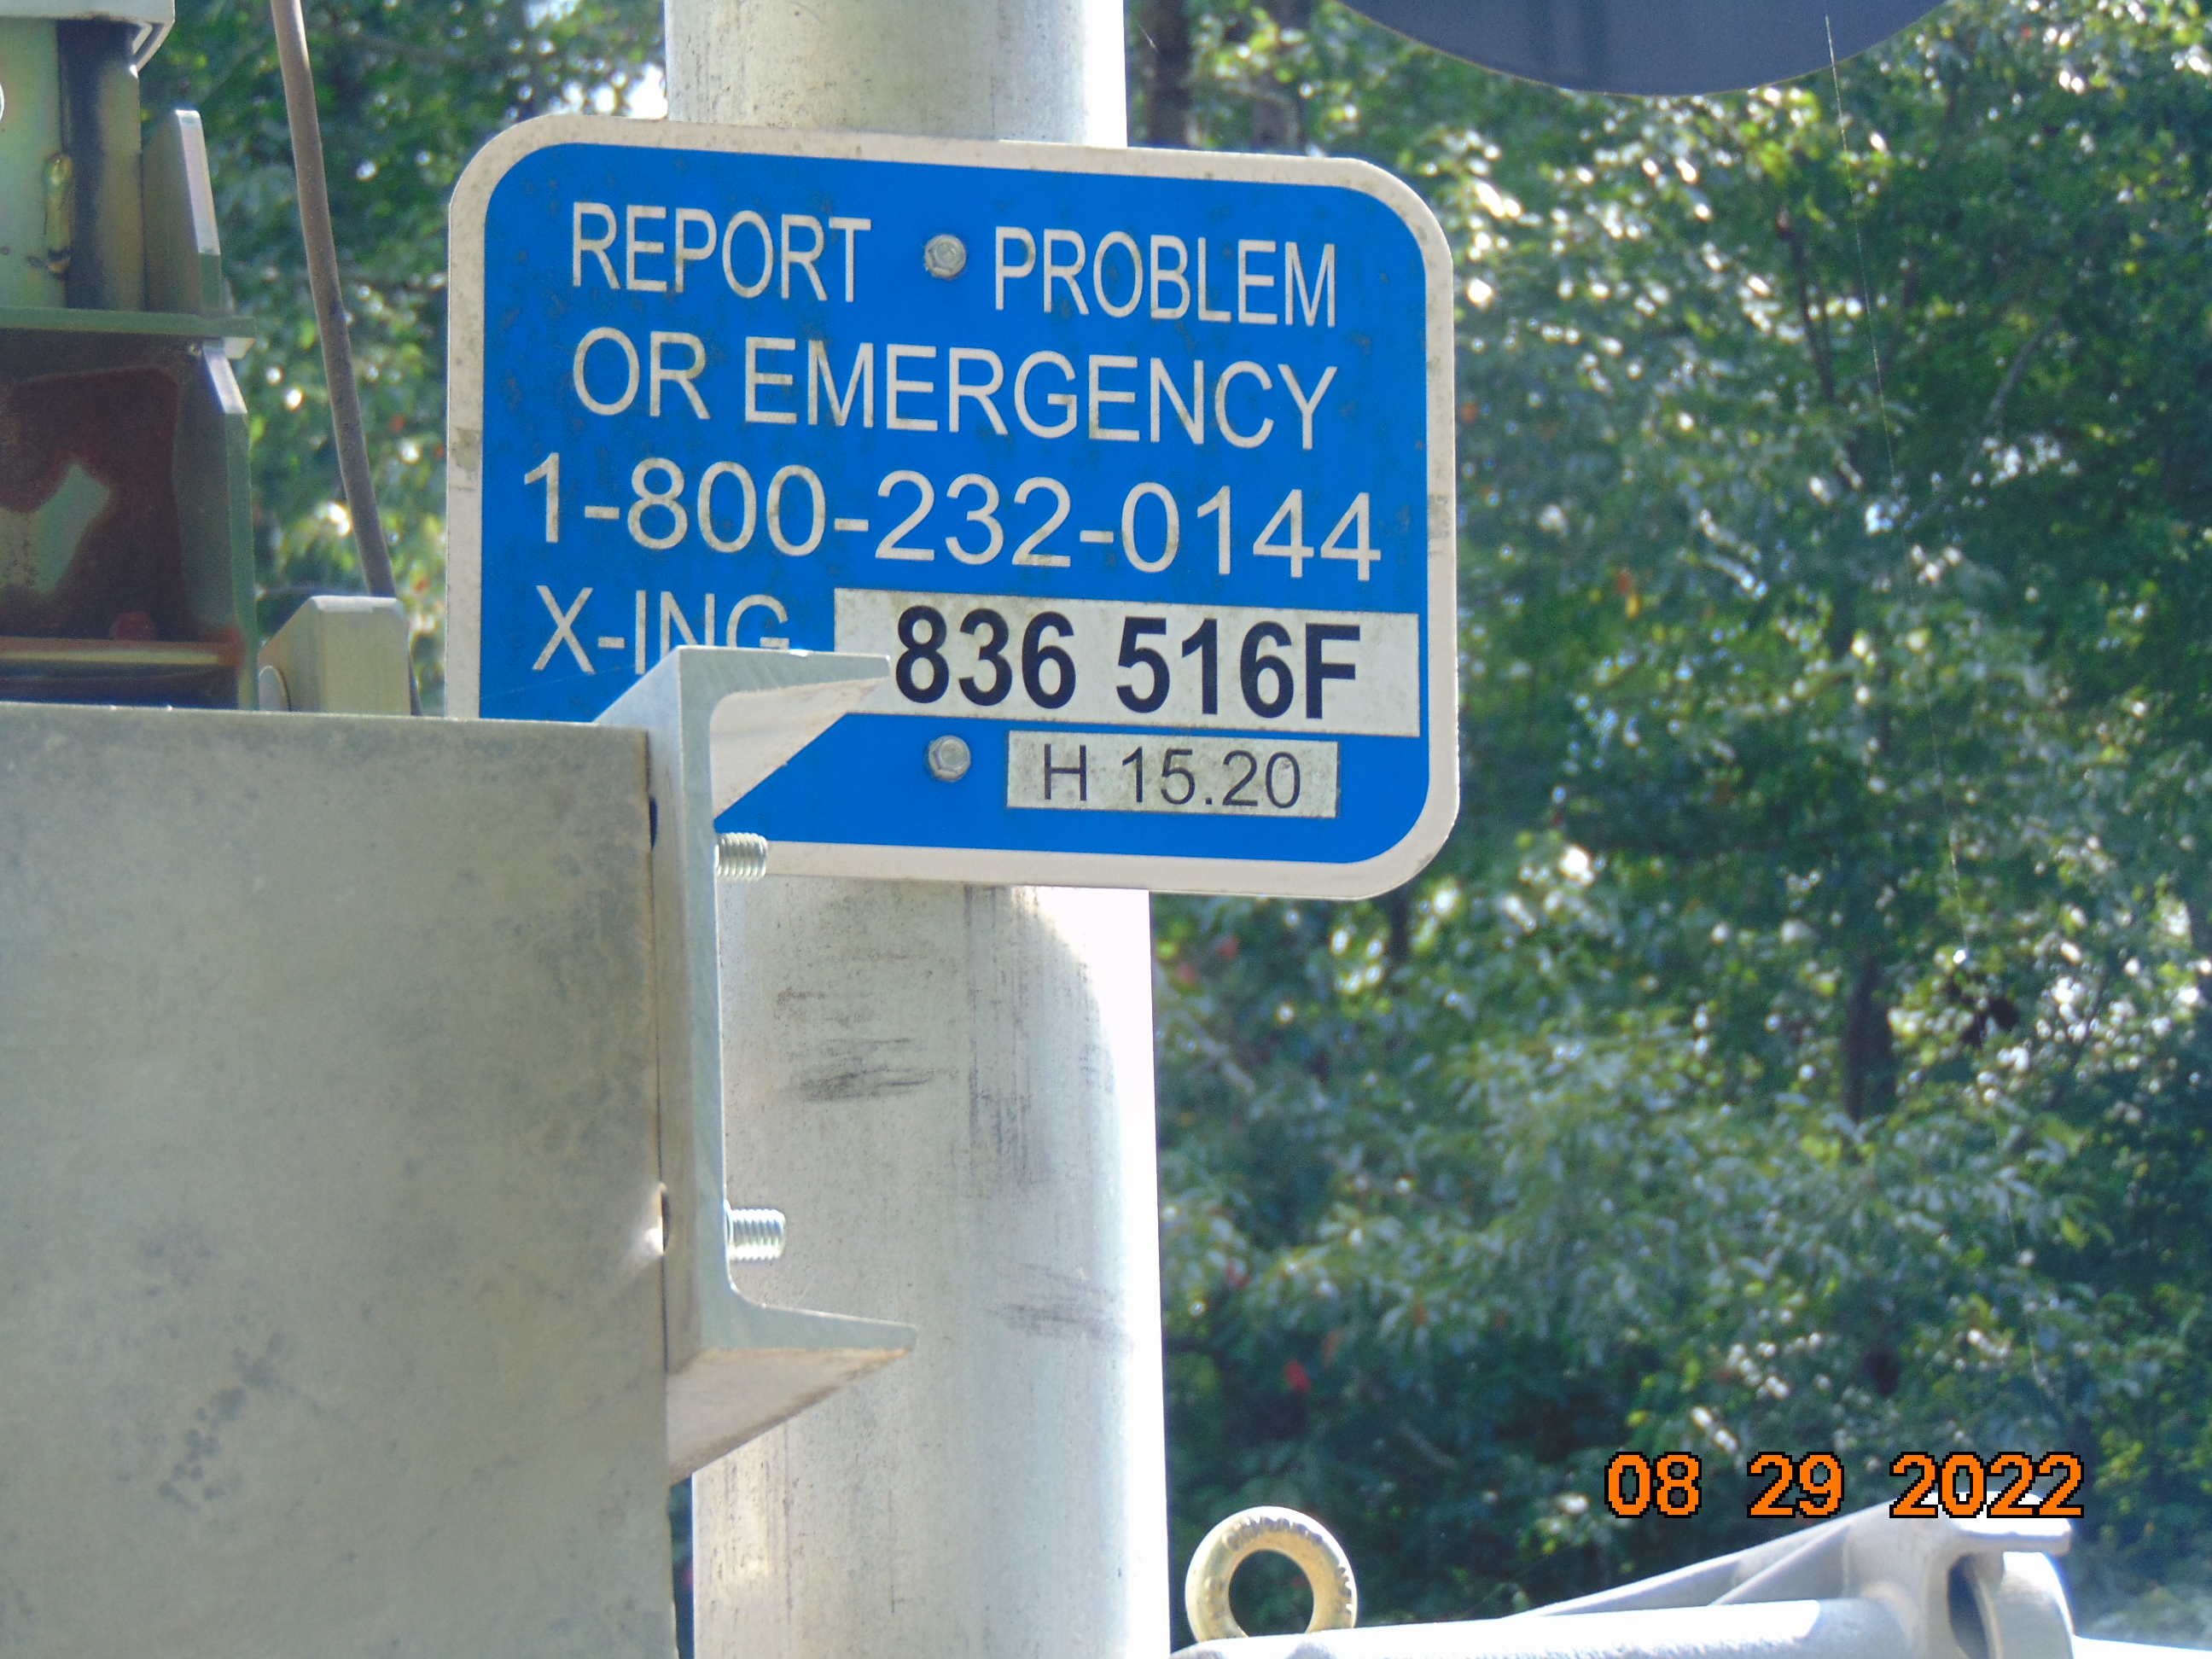 REPORT PROBLEM
OR EMERGENCY
1-800-232-0144
X-ING 836 516F
H 15.20
08 29 2022